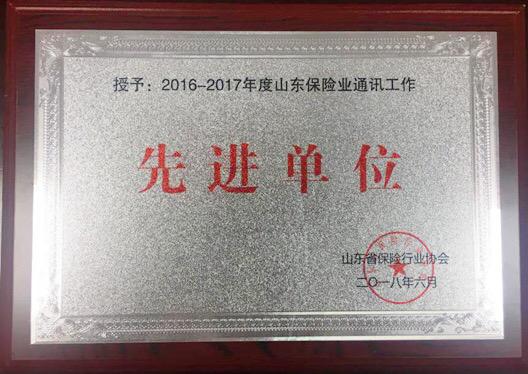 授予：2016-2017年度山东保险业通讯工作
先进单位
山东省保险行业协会
二〇一八年六月